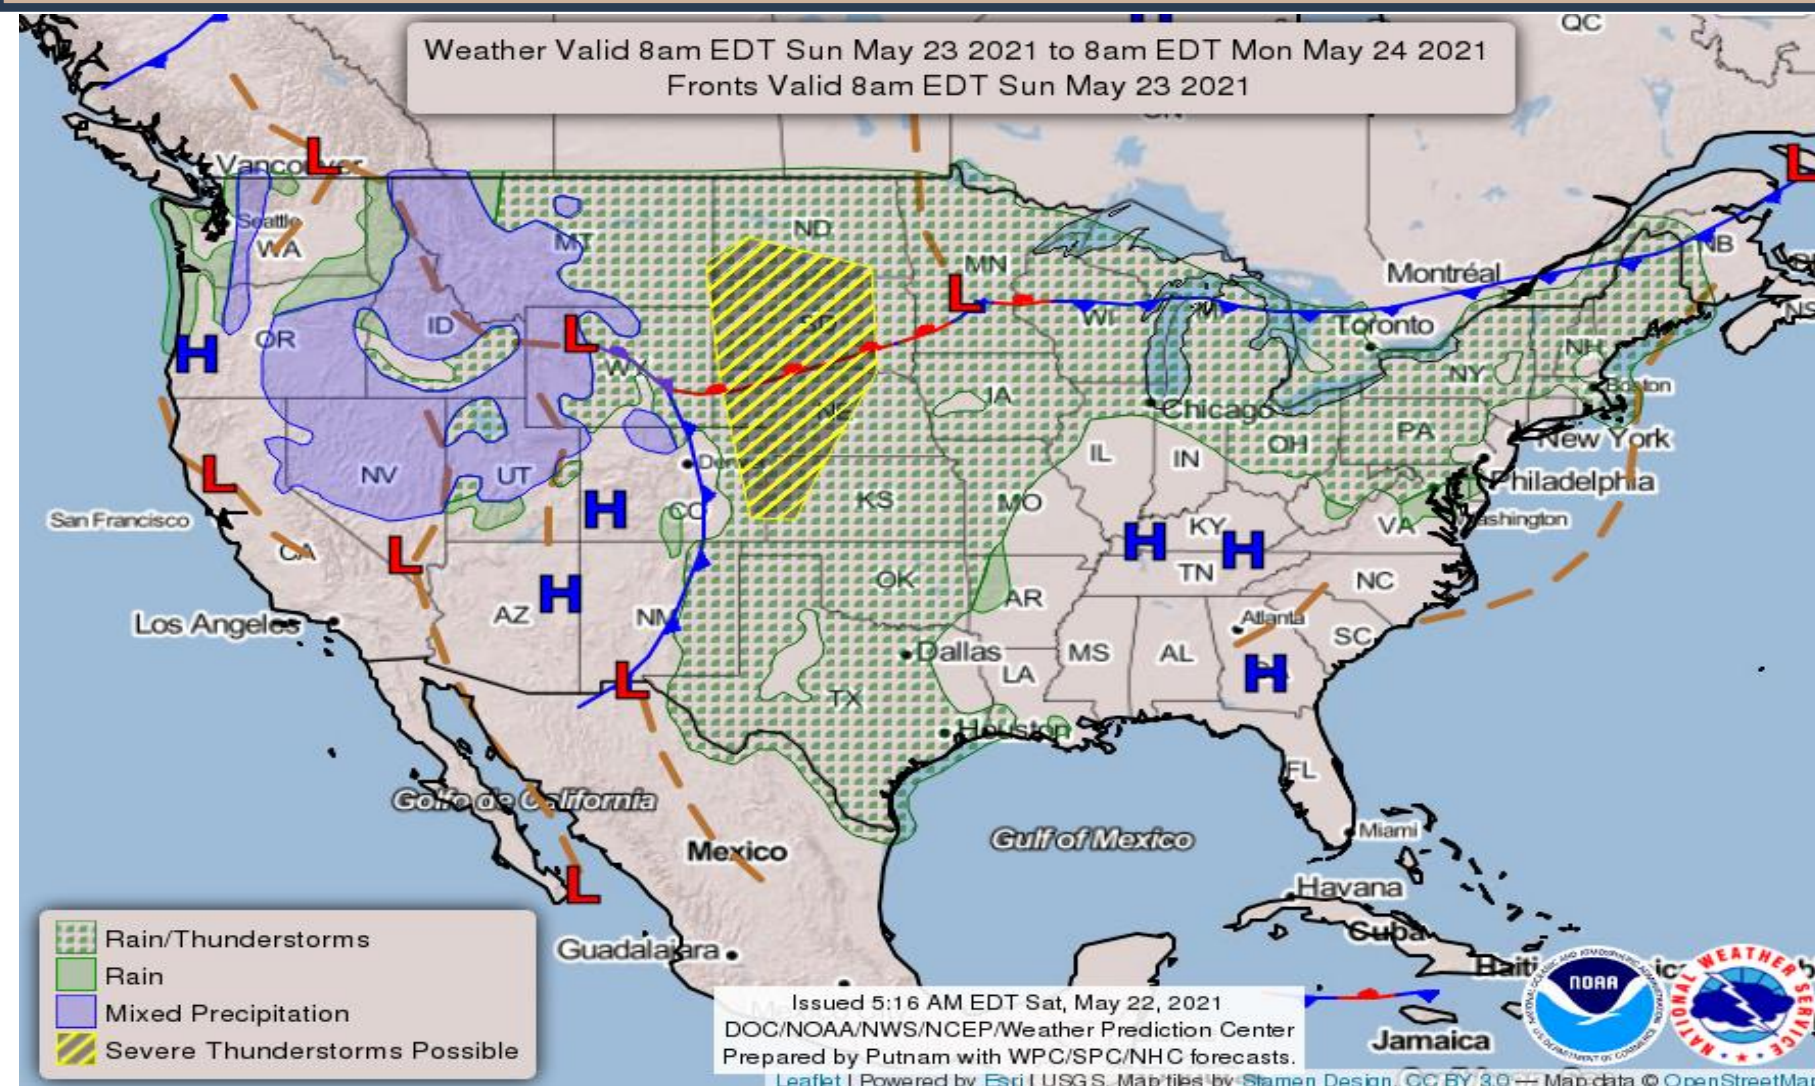 QC
Weather Valid 8am EDT Sun May 23 2021 to 8am EDT Mon May 24 2021
Fronts Valid 8am EDT Sun May 23 2021
H
L
L
Vancouver
Seattle
WA
MT
ND
MN
NB
Montréal
L
NS
OR
ID
L
SD
WI
MI
Toronto
H
WY
NH
NY
Boston
NE
IA
Chicago
OH
PA
New York
L
NV
UT
Denver
IL
IN
Philadelphia
H
CO
KS
MO
San Francisco
KY
VA
Washington
CA
L
H
H
TN
NC
OK
H
AZ
NM
AR
Atlanta
SC
Los Angeles
Dallas
MS
AL
LA
H
L
TX
Houston
FL
Golfo de California
Gulf of Mexico
Miami
Mexico
L
Havana
Cuba
Guadalajara
Haiti
Jamaica
Rain/Thunderstorms
Rain
Mixed Precipitation
Severe Thunderstorms Possible
Issued 5:16 AM EDT Sat, May 22, 2021
DOC/NOAA/NWS/NCEP/Weather Prediction Center
Prepared by Putnam with WPC/SPC/NHC forecasts.
NOAA
NATIONAL WEATHER SERVICE
Leaflet | Powered by Esri | USGS, Map tiles by Stamen Design, CC BY 3.0 — Map data © OpenStreetMap